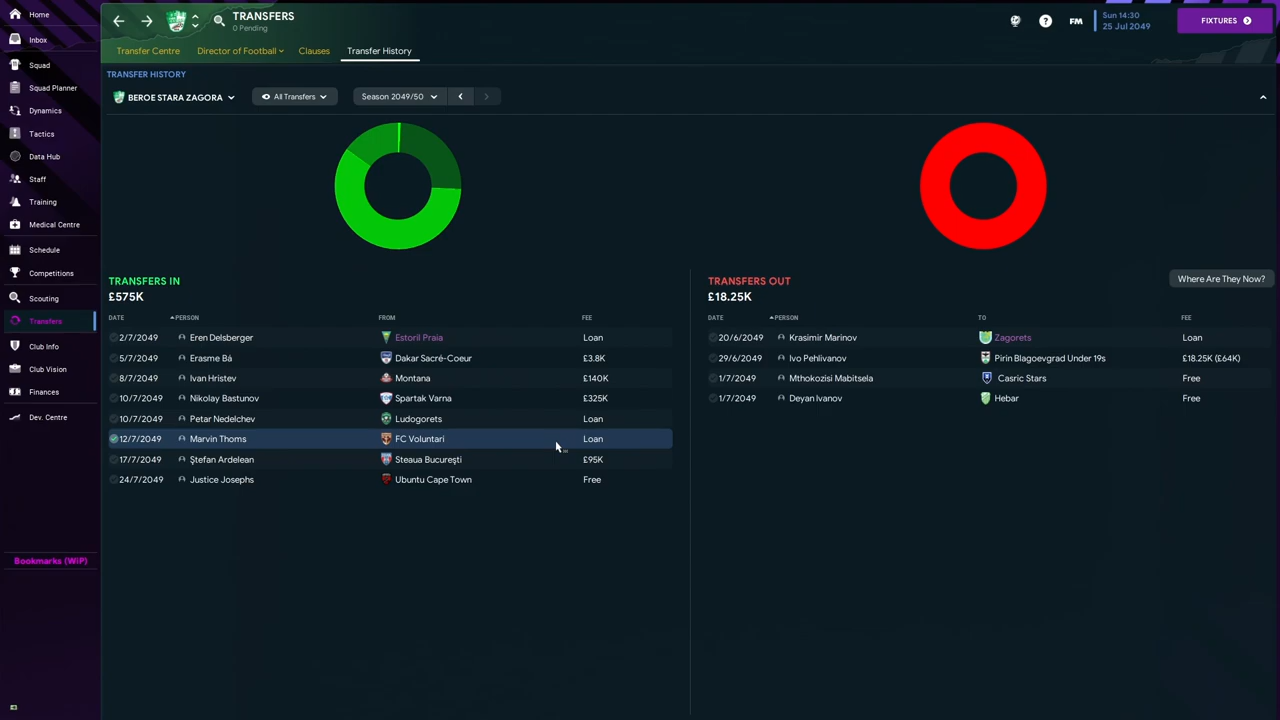 Home
Inbox
Squad
Squad Planner
Dynamics
Tactics
Data Hub
Staff
Training
Medical Centre
Schedule
Competitions
Scouting
Transfers
Club Info
Club Vision
Finances
Dev. Centre
Bookmarks (WiP)
TRANSFERS
0 Pending
? FM Sun 14:30
25 Jul 2049
FIXTURES
Transfer Centre Director of Football Clauses Transfer History
TRANSFER HISTORY
BEROE STARA ZAGORA All Transfers Season 2049/50
TRANSFERS IN
£575K
DATE PERSON FROM FEE
2/7/2049 Eren Delsberger Estoril Praia Loan
5/7/2049 Erasme Bâ Dakar Sacré-Coeur £3.8K
8/7/2049 Ivan Hristev Montana £140K
10/7/2049 Nikolay Bastunov Spartak Varna £325K
10/7/2049 Petar Nedelchev Ludogorets Loan
12/7/2049 Marvin Thoms FC Voluntari Loan
17/7/2049 Ştefan Ardelean Steaua Bucureşti £95K
24/7/2049 Justice Josephs Ubuntu Cape Town Free
TRANSFERS OUT
£18.25K
Where Are They Now?
DATE PERSON TO FEE
20/6/2049 Krasimir Marinov Zagorets Loan
29/6/2049 Ivo Pehlivanov Pirin Blagoevgrad Under 19s £18.25K (£64K)
1/7/2049 Mthokozisi Mabitsela Casric Stars Free
1/7/2049 Deyan Ivanov Hebar Free